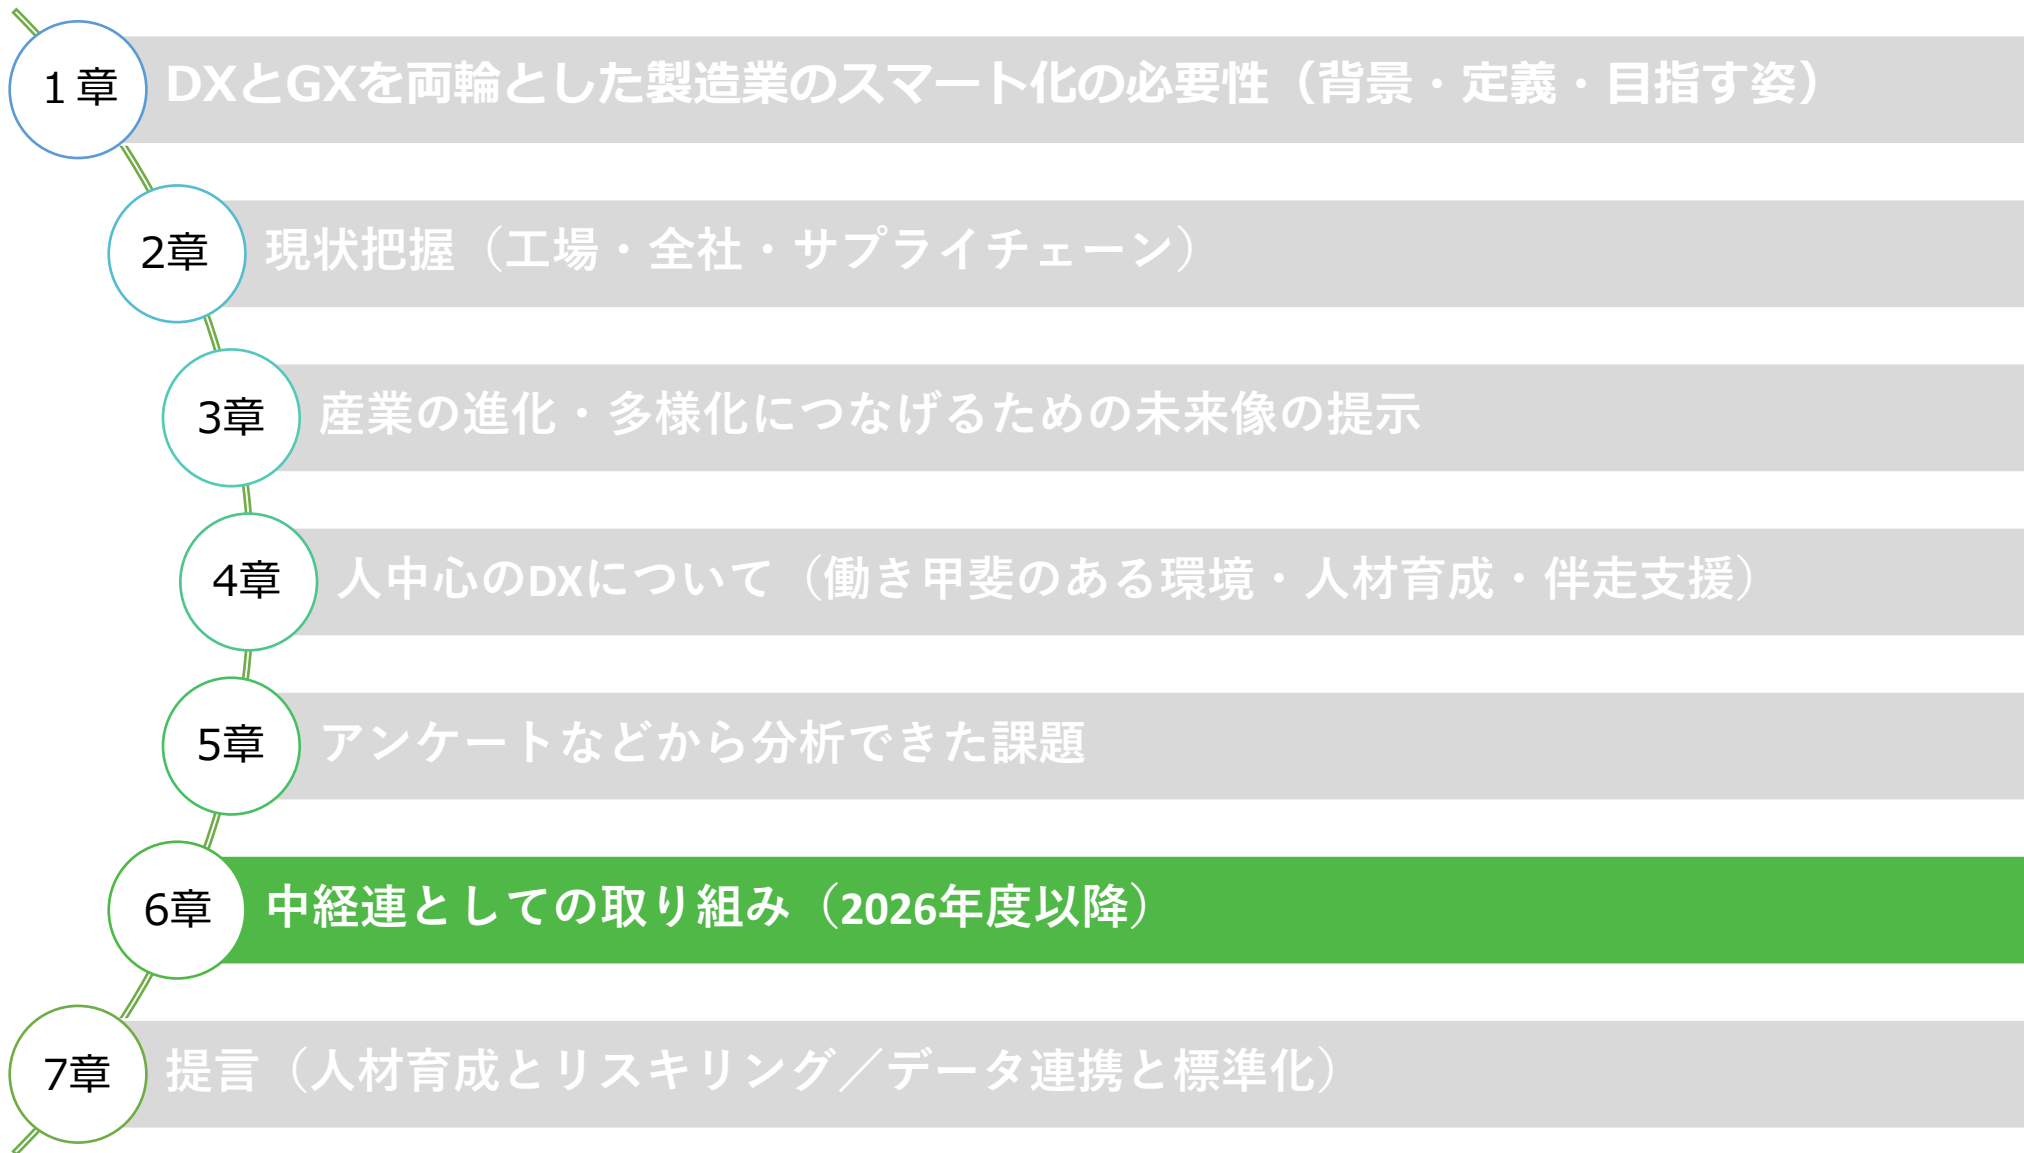 １章 DXとGXを両輪とした製造業のスマート化の必要性（背景・定義・目指す姿）
2章 現状把握（工場・全社・サプライチェーン）
3章 産業の進化・多様化につなげるための未来像の提示
4章 人中心のDXについて（働き甲斐のある環境・人材育成・伴走支援）
5章 アンケートなどから分析できた課題
6章 中経連としての取り組み（2026年度以降）
7章 提言（人材育成とリスキリング／データ連携と標準化）